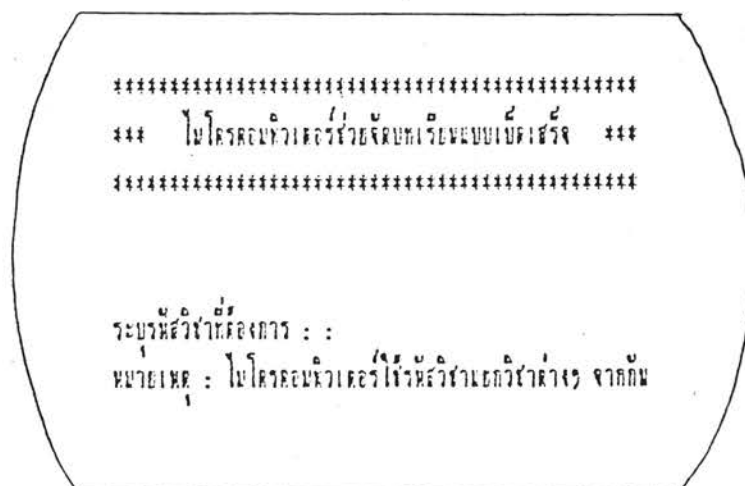 ***********************************************
*** ไมโครคอมพิวเตอร์ช่วยจัดบทเรียนแบบเบ็ดเสร็จ ***
***********************************************
ระบุรหัสวิชาที่ต้องการ : :
หมายเหตุ : ไมโครคอมพิวเตอร์ใช้รหัสวิชาแยกวิชาต่างๆ จากกัน